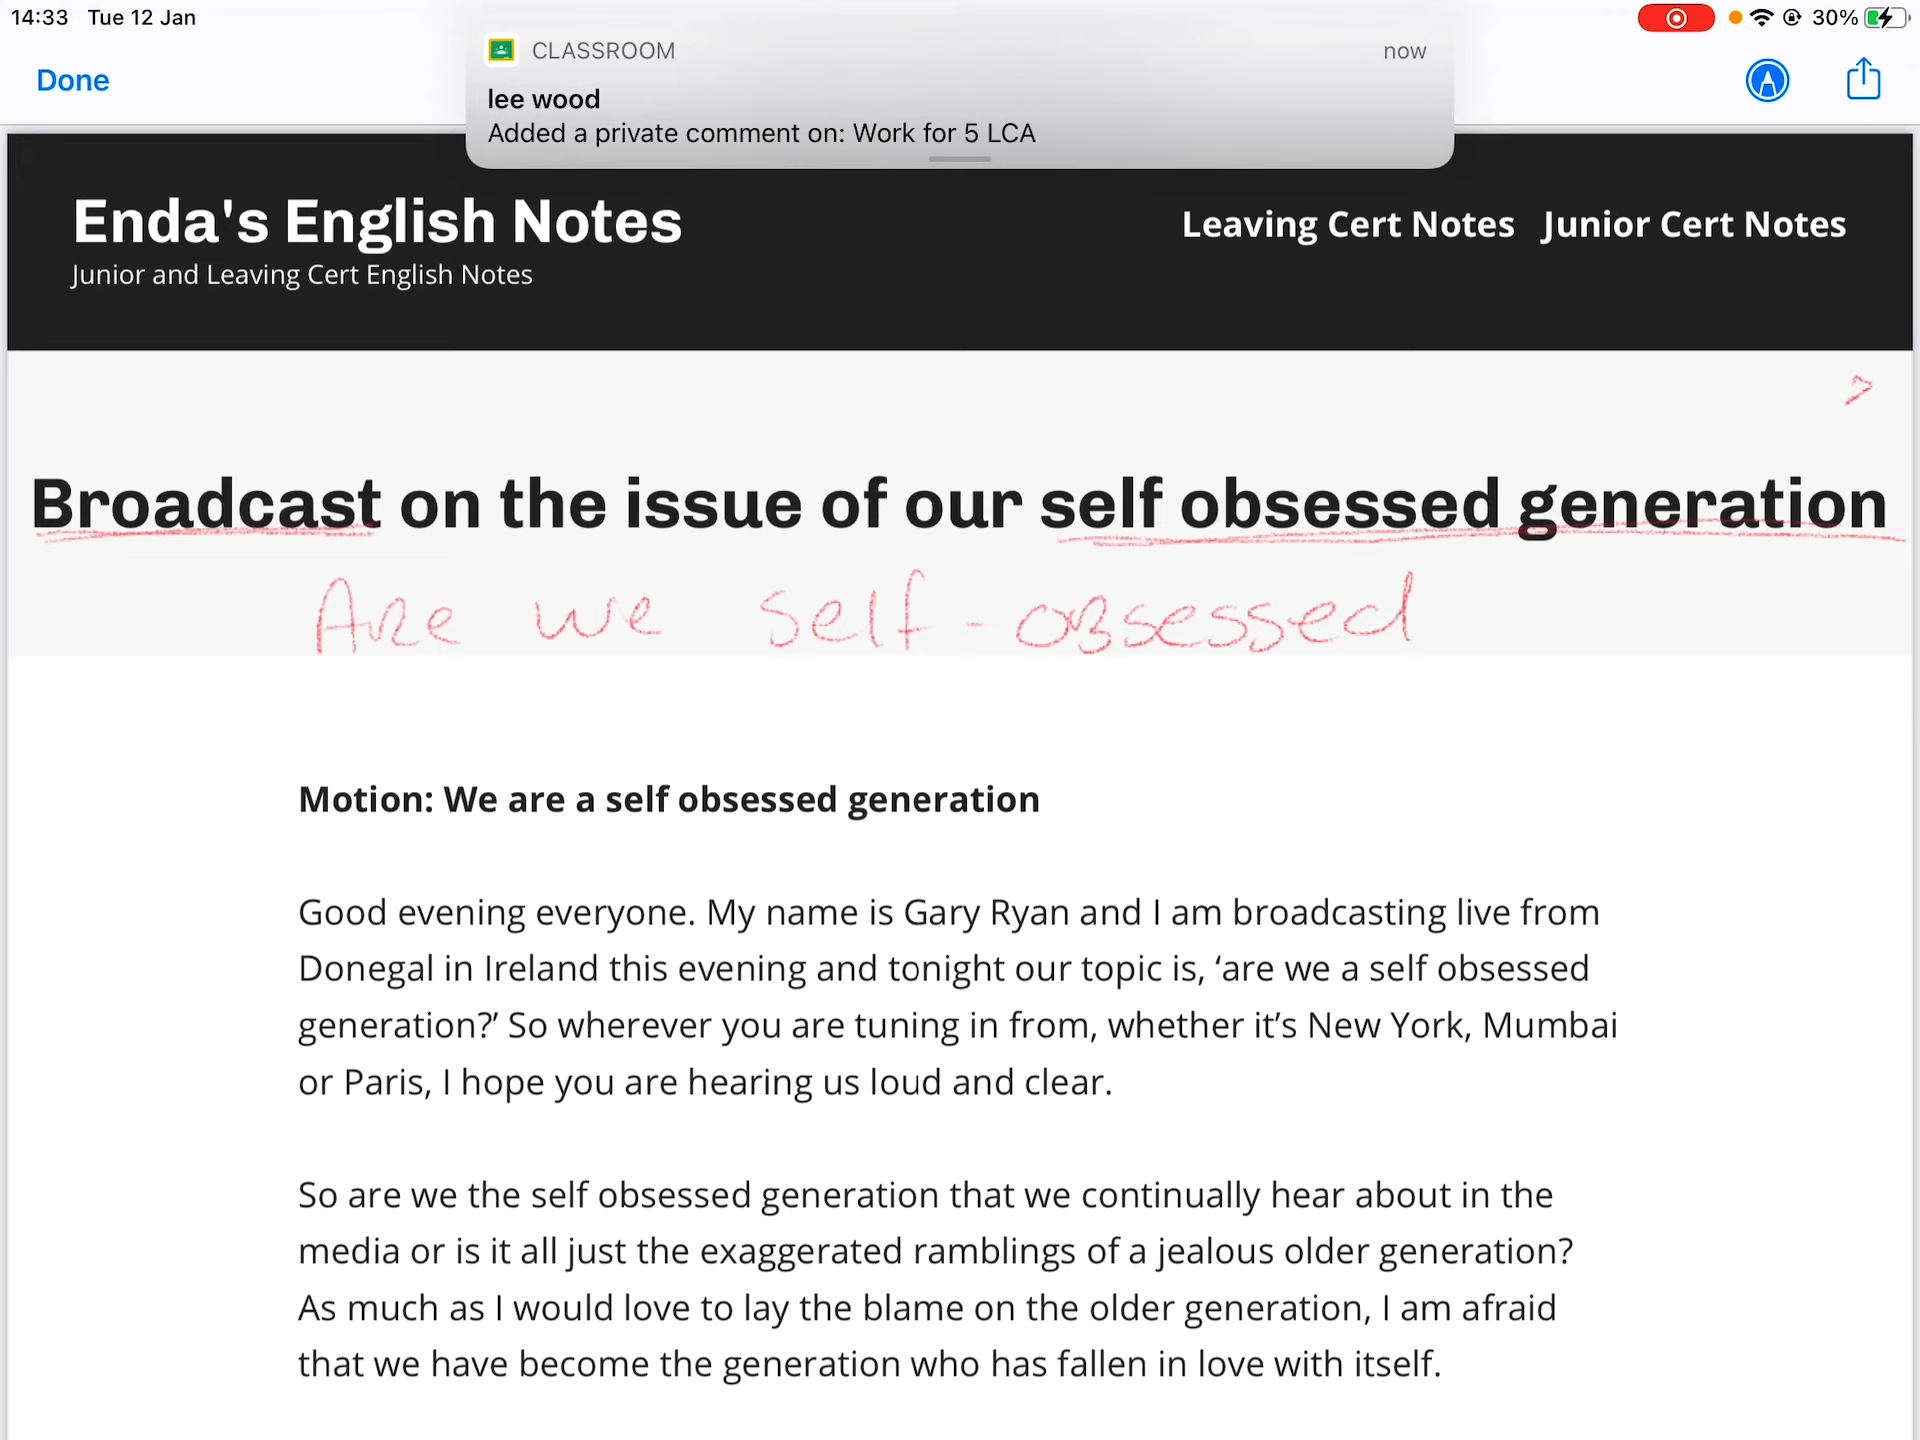 14:33 Tue 12 Jan
30%
CLASSROOM now
Done
lee wood
Added a private comment on: Work for 5 LCA
Enda's English Notes
Leaving Cert Notes Junior Cert Notes
Junior and Leaving Cert English Notes
Broadcast on the issue of our self obsessed generation
Are we self-obsessed
Motion: We are a self obsessed generation
Good evening everyone. My name is Gary Ryan and I am broadcasting live from
Donegal in Ireland this evening and tonight our topic is, ‘are we a self obsessed
generation?’ So wherever you are tuning in from, whether it’s New York, Mumbai
or Paris, I hope you are hearing us loud and clear.
So are we the self obsessed generation that we continually hear about in the
media or is it all just the exaggerated ramblings of a jealous older generation?
As much as I would love to lay the blame on the older generation, I am afraid
that we have become the generation who has fallen in love with itself.